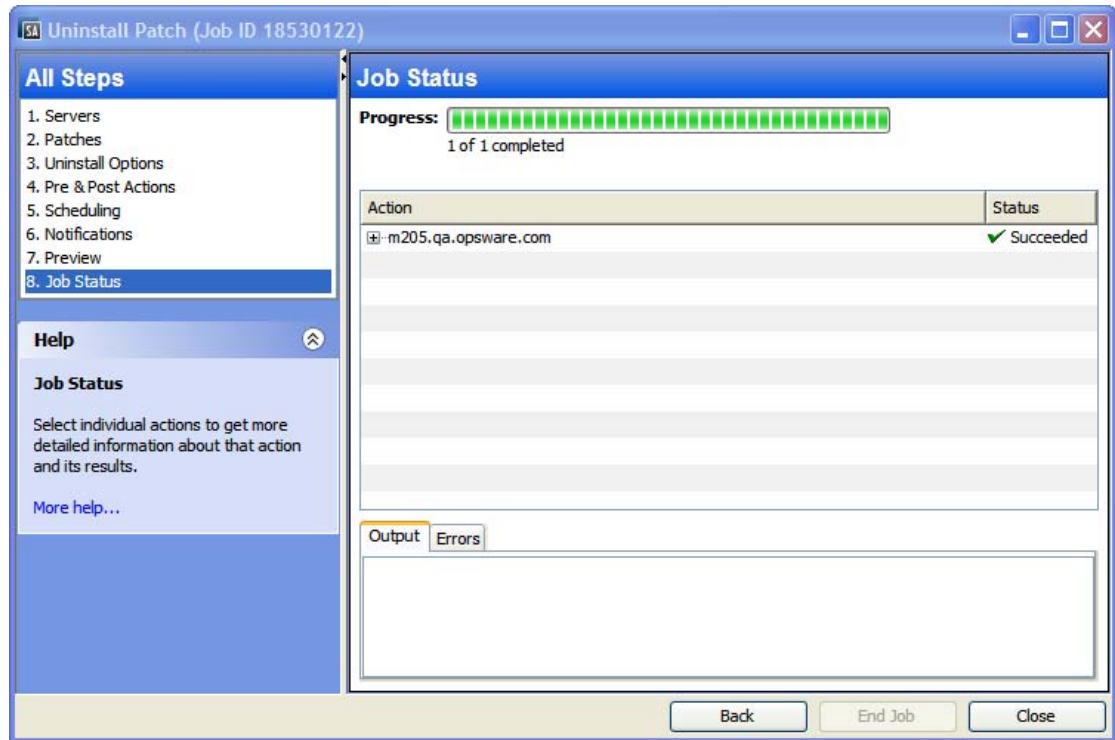 SA Uninstall Patch (Job ID 18530122)
All Steps
1. Servers
2. Patches
3. Uninstall Options
4. Pre & Post Actions
5. Scheduling
6. Notifications
7. Preview
8. Job Status
Help
Job Status
Select individual actions to get more
detailed information about that action
and its results.
More help...
Job Status
Progress:
1 of 1 completed
Action Status
m205.qa.opsware.com Succeeded
Output Errors
Back End Job Close